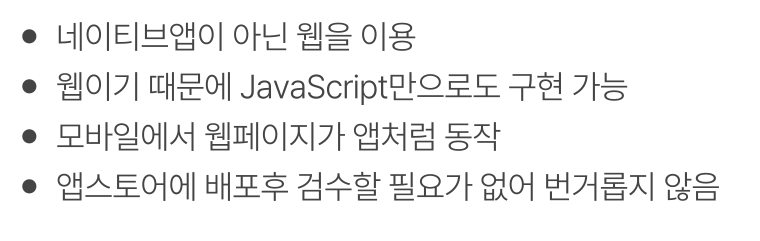 • 네이티브앱이 아닌 웹을 이용
• 웹이기 때문에 JavaScript만으로도 구현 가능
• 모바일에서 웹페이지가 앱처럼 동작
• 앱스토어에 배포후 검수할 필요가 없어 번거롭지 않음